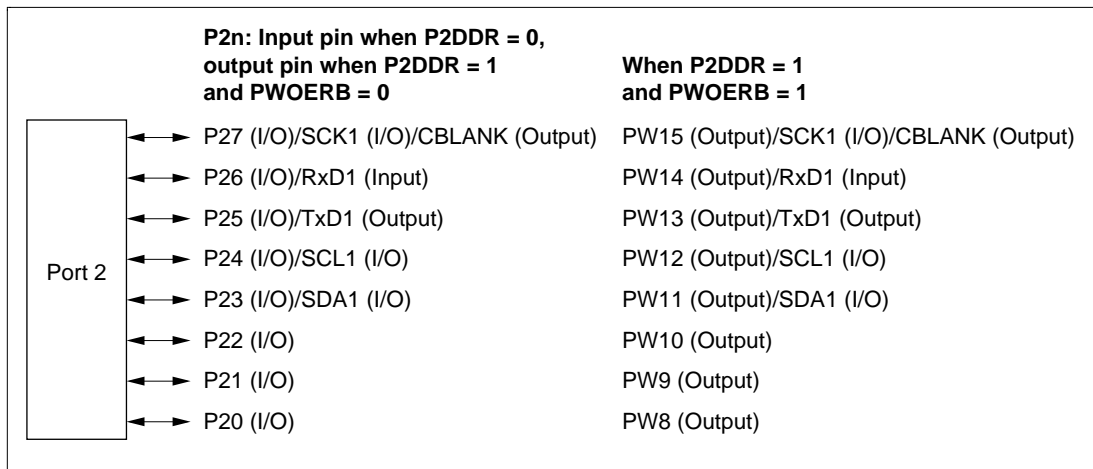 P2n: Input pin when P2DDR = 0,
output pin when P2DDR = 1
and PWOERB = 0
When P2DDR = 1
and PWOERB = 1
Port 2
P27 (I/O)/SCK1 (I/O)/CBLANK (Output) PW15 (Output)/SCK1 (I/O)/CBLANK (Output)
P26 (I/O)/RxD1 (Input) PW14 (Output)/RxD1 (Input)
P25 (I/O)/TxD1 (Output) PW13 (Output)/TxD1 (Output)
P24 (I/O)/SCL1 (I/O) PW12 (Output)/SCL1 (I/O)
P23 (I/O)/SDA1 (I/O) PW11 (Output)/SDA1 (I/O)
P22 (I/O) PW10 (Output)
P21 (I/O) PW9 (Output)
P20 (I/O) PW8 (Output)